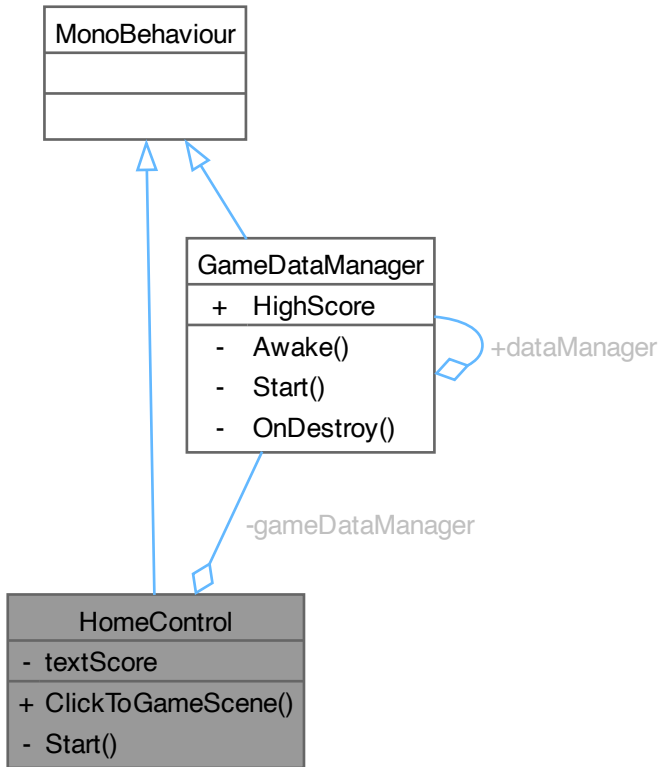 MonoBehaviour
GameDataManager
+ HighScore
- Awake()
- Start()
- OnDestroy()
+dataManager
-gameDataManager
HomeControl
- textScore
+ ClickToGameScene()
- Start()